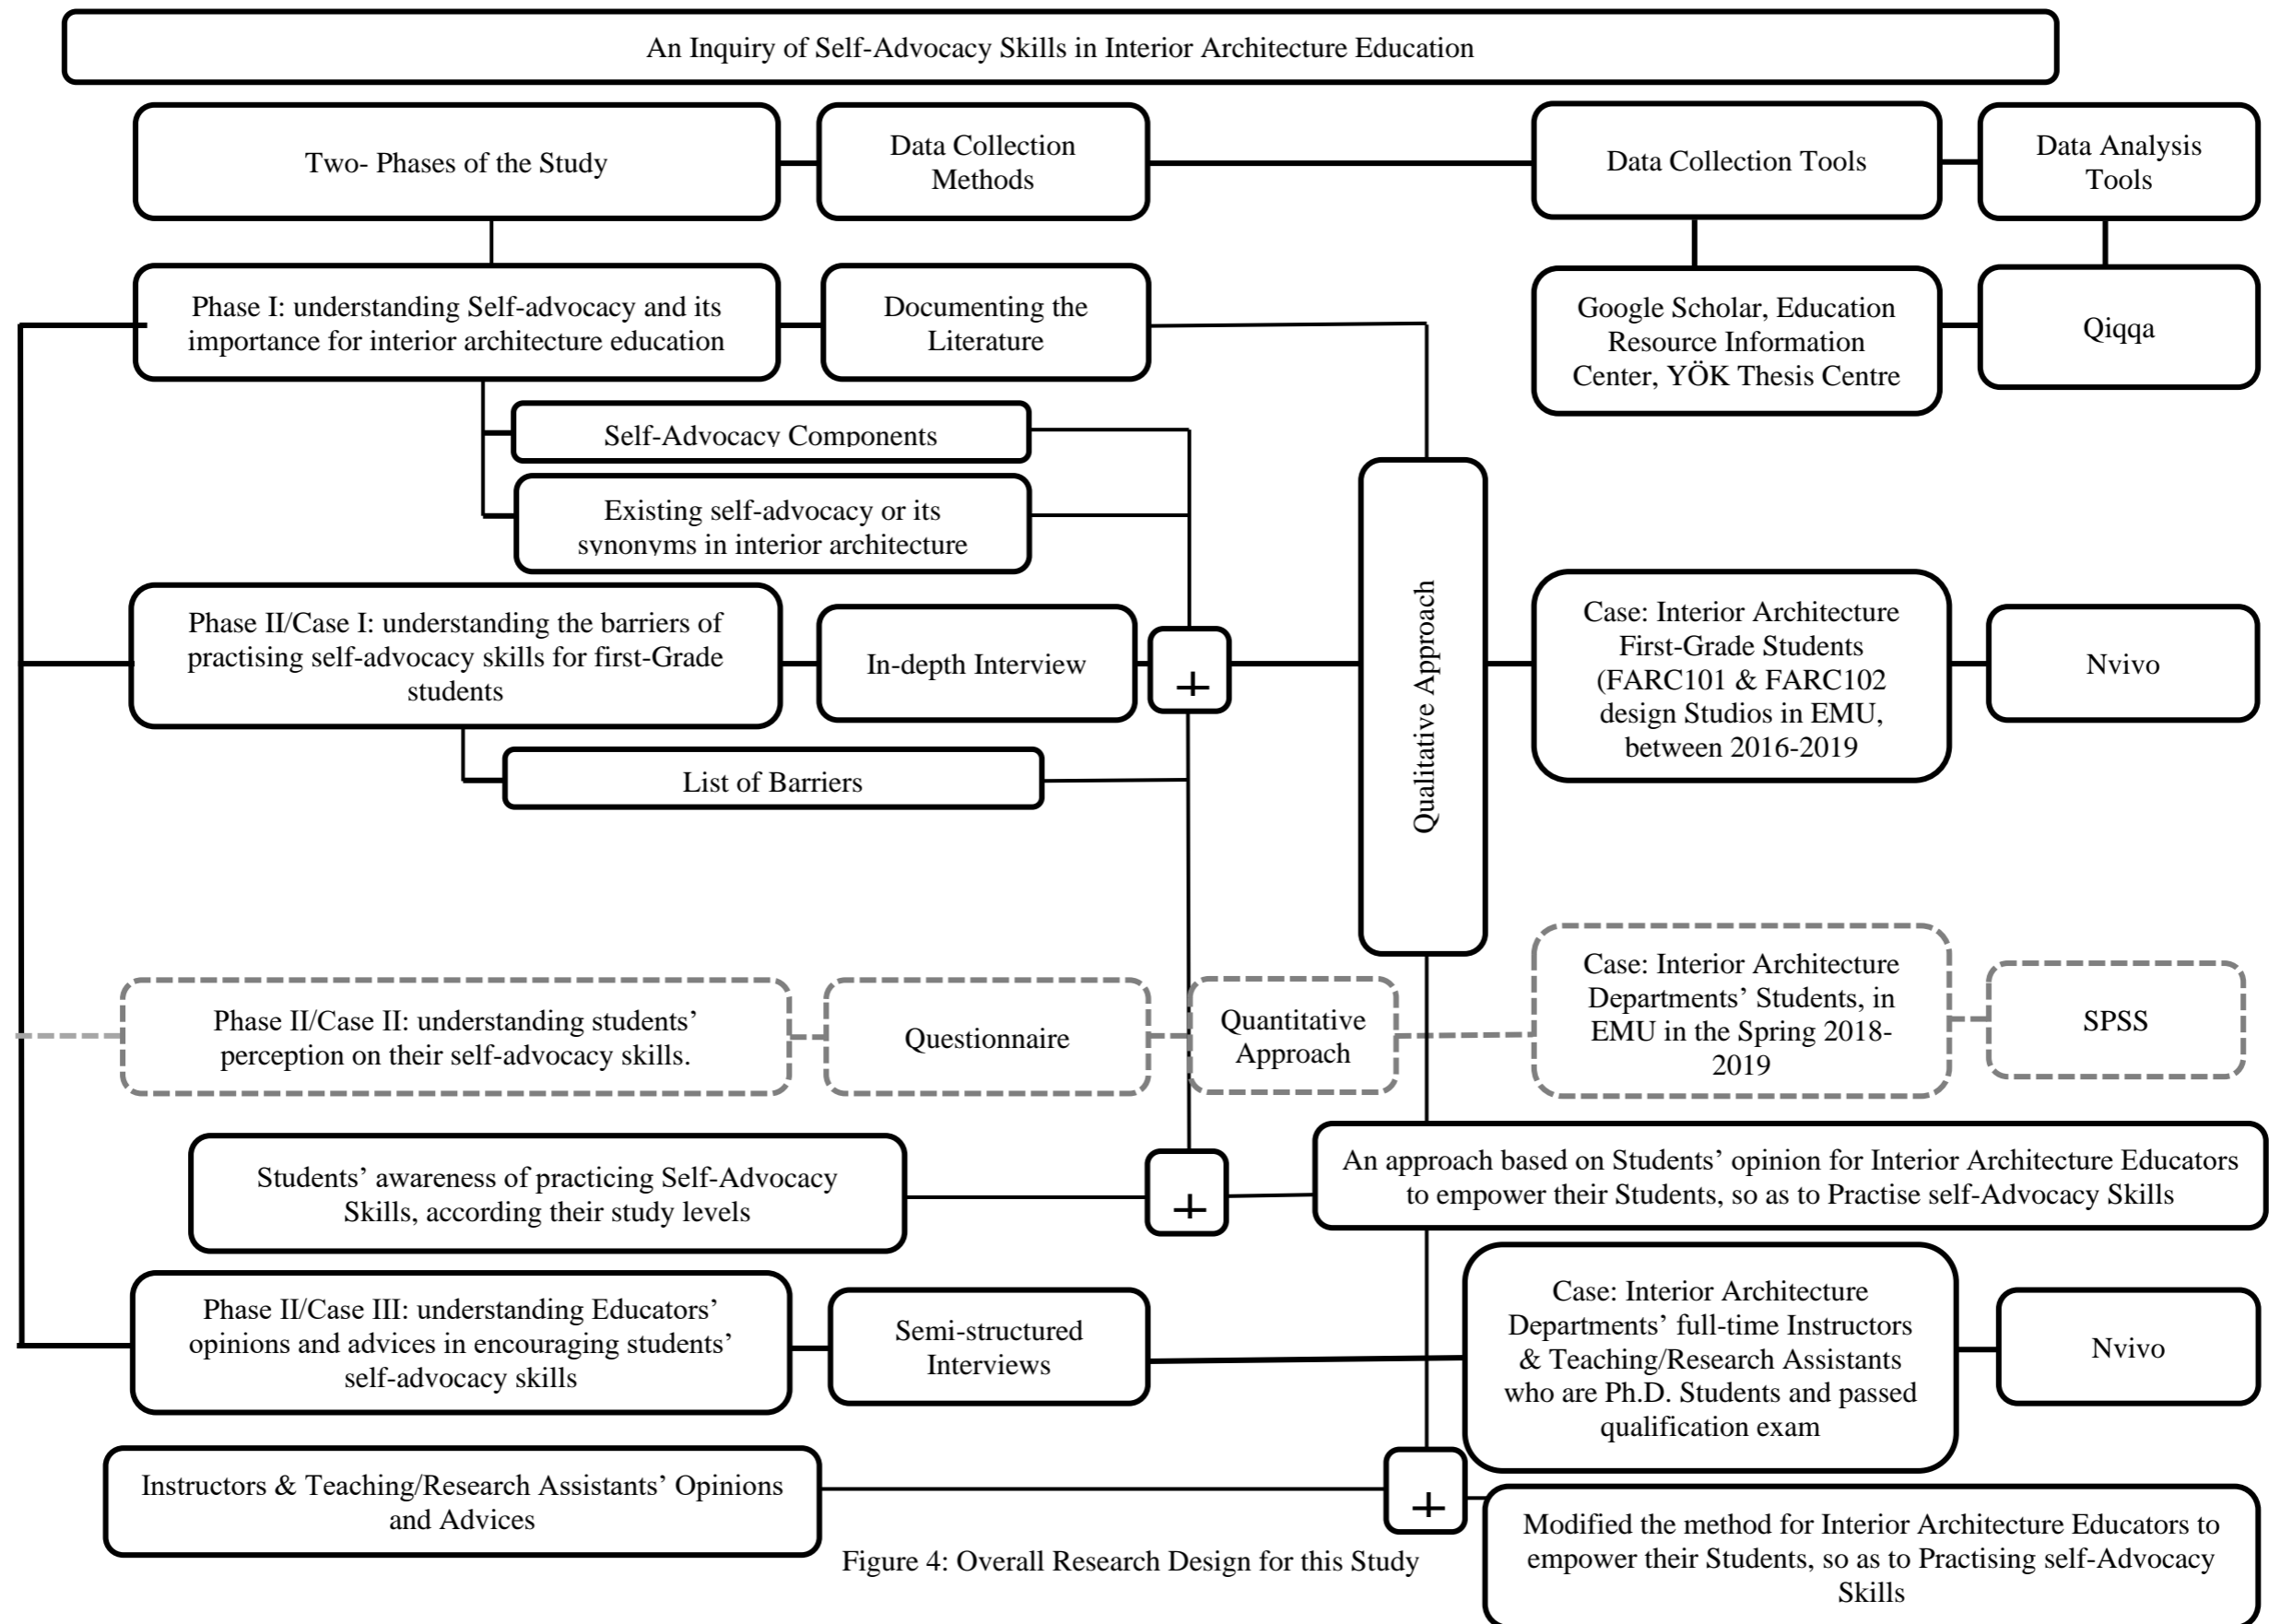 An Inquiry of Self-Advocacy Skills in Interior Architecture Education
Two- Phases of the Study
Data Collection
Methods
Data Collection Tools
Data Analysis
Tools
Phase I: understanding Self-advocacy and its
importance for interior architecture education
Documenting the
Literature
Google Scholar, Education
Resource Information
Center, YÖK Thesis Centre
Qiqqa
Self-Advocacy Components
Existing self-advocacy or its
synonyms in interior architecture
Phase II/Case I: understanding the barriers of
practising self-advocacy skills for first-Grade
students
In-depth Interview
+
Qualitative Approach
Case: Interior Architecture
First-Grade Students
(FARC101 & FARC102
design Studios in EMU,
between 2016-2019
Nvivo
List of Barriers
Phase II/Case II: understanding students’
perception on their self-advocacy skills.
Questionnaire
Quantitative
Approach
Case: Interior Architecture
Departments’ Students, in
EMU in the Spring 2018-
2019
SPSS
Students’ awareness of practicing Self-Advocacy
Skills, according their study levels
+
An approach based on Students’ opinion for Interior Architecture Educators
to empower their Students, so as to Practise self-Advocacy Skills
Phase II/Case III: understanding Educators’
opinions and advices in encouraging students’
self-advocacy skills
Semi-structured
Interviews
Case: Interior Architecture
Departments’ full-time Instructors
& Teaching/Research Assistants
who are Ph.D. Students and passed
qualification exam
Nvivo
Instructors & Teaching/Research Assistants’ Opinions
and Advices
+
Modified the method for Interior Architecture Educators to
empower their Students, so as to Practising self-Advocacy
Skills
Figure 4: Overall Research Design for this Study